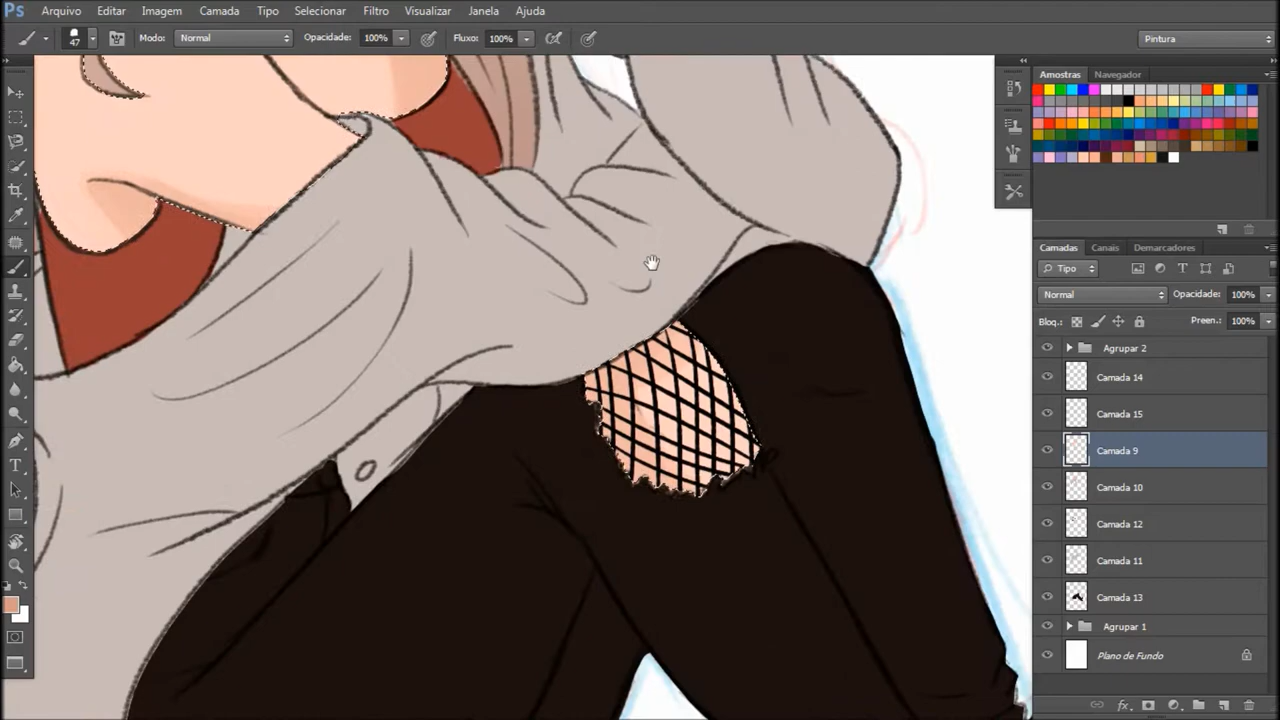 Ps Arquivo Editar Imagem Camada Tipo Selecionar Filtro Visualizar Janela Ajuda
47 Modo: Normal Opacidade: 100% Fluxo: 100% Pintura
Amostras Navegador
Camadas Canais Demarcadores
Tipo
Normal Opacidade: 100%
Bloq.: Preen.: 100%
Agrupar 2
Camada 14
Camada 15
Camada 9
Camada 10
Camada 12
Camada 11
Camada 13
Agrupar 1
Plano de Fundo
fx